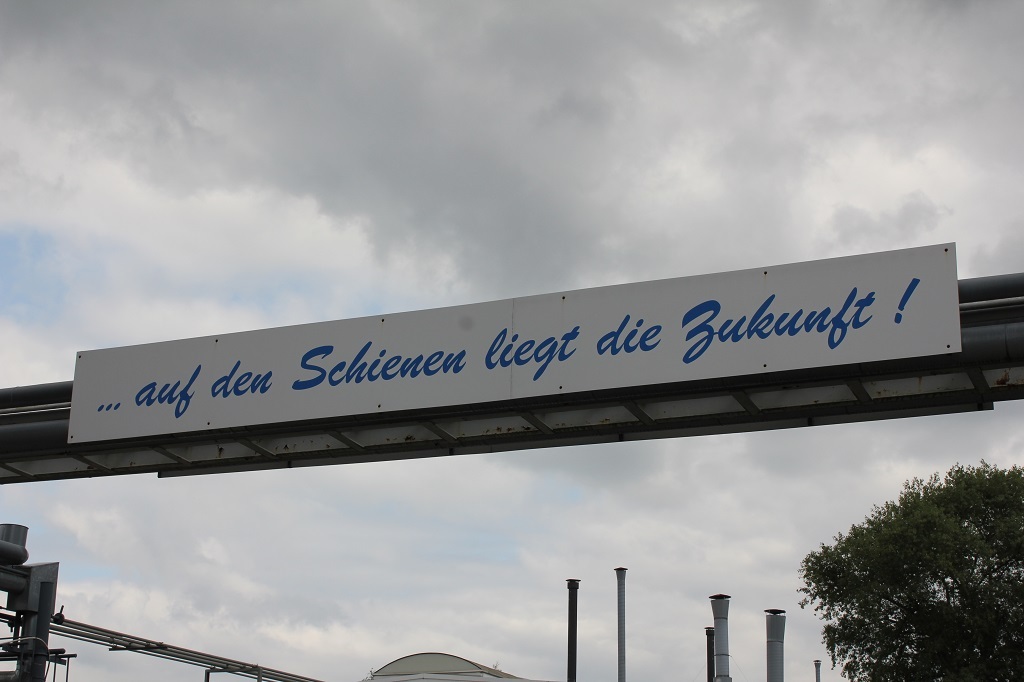 ... auf den Schienen liegt die Zukunft !